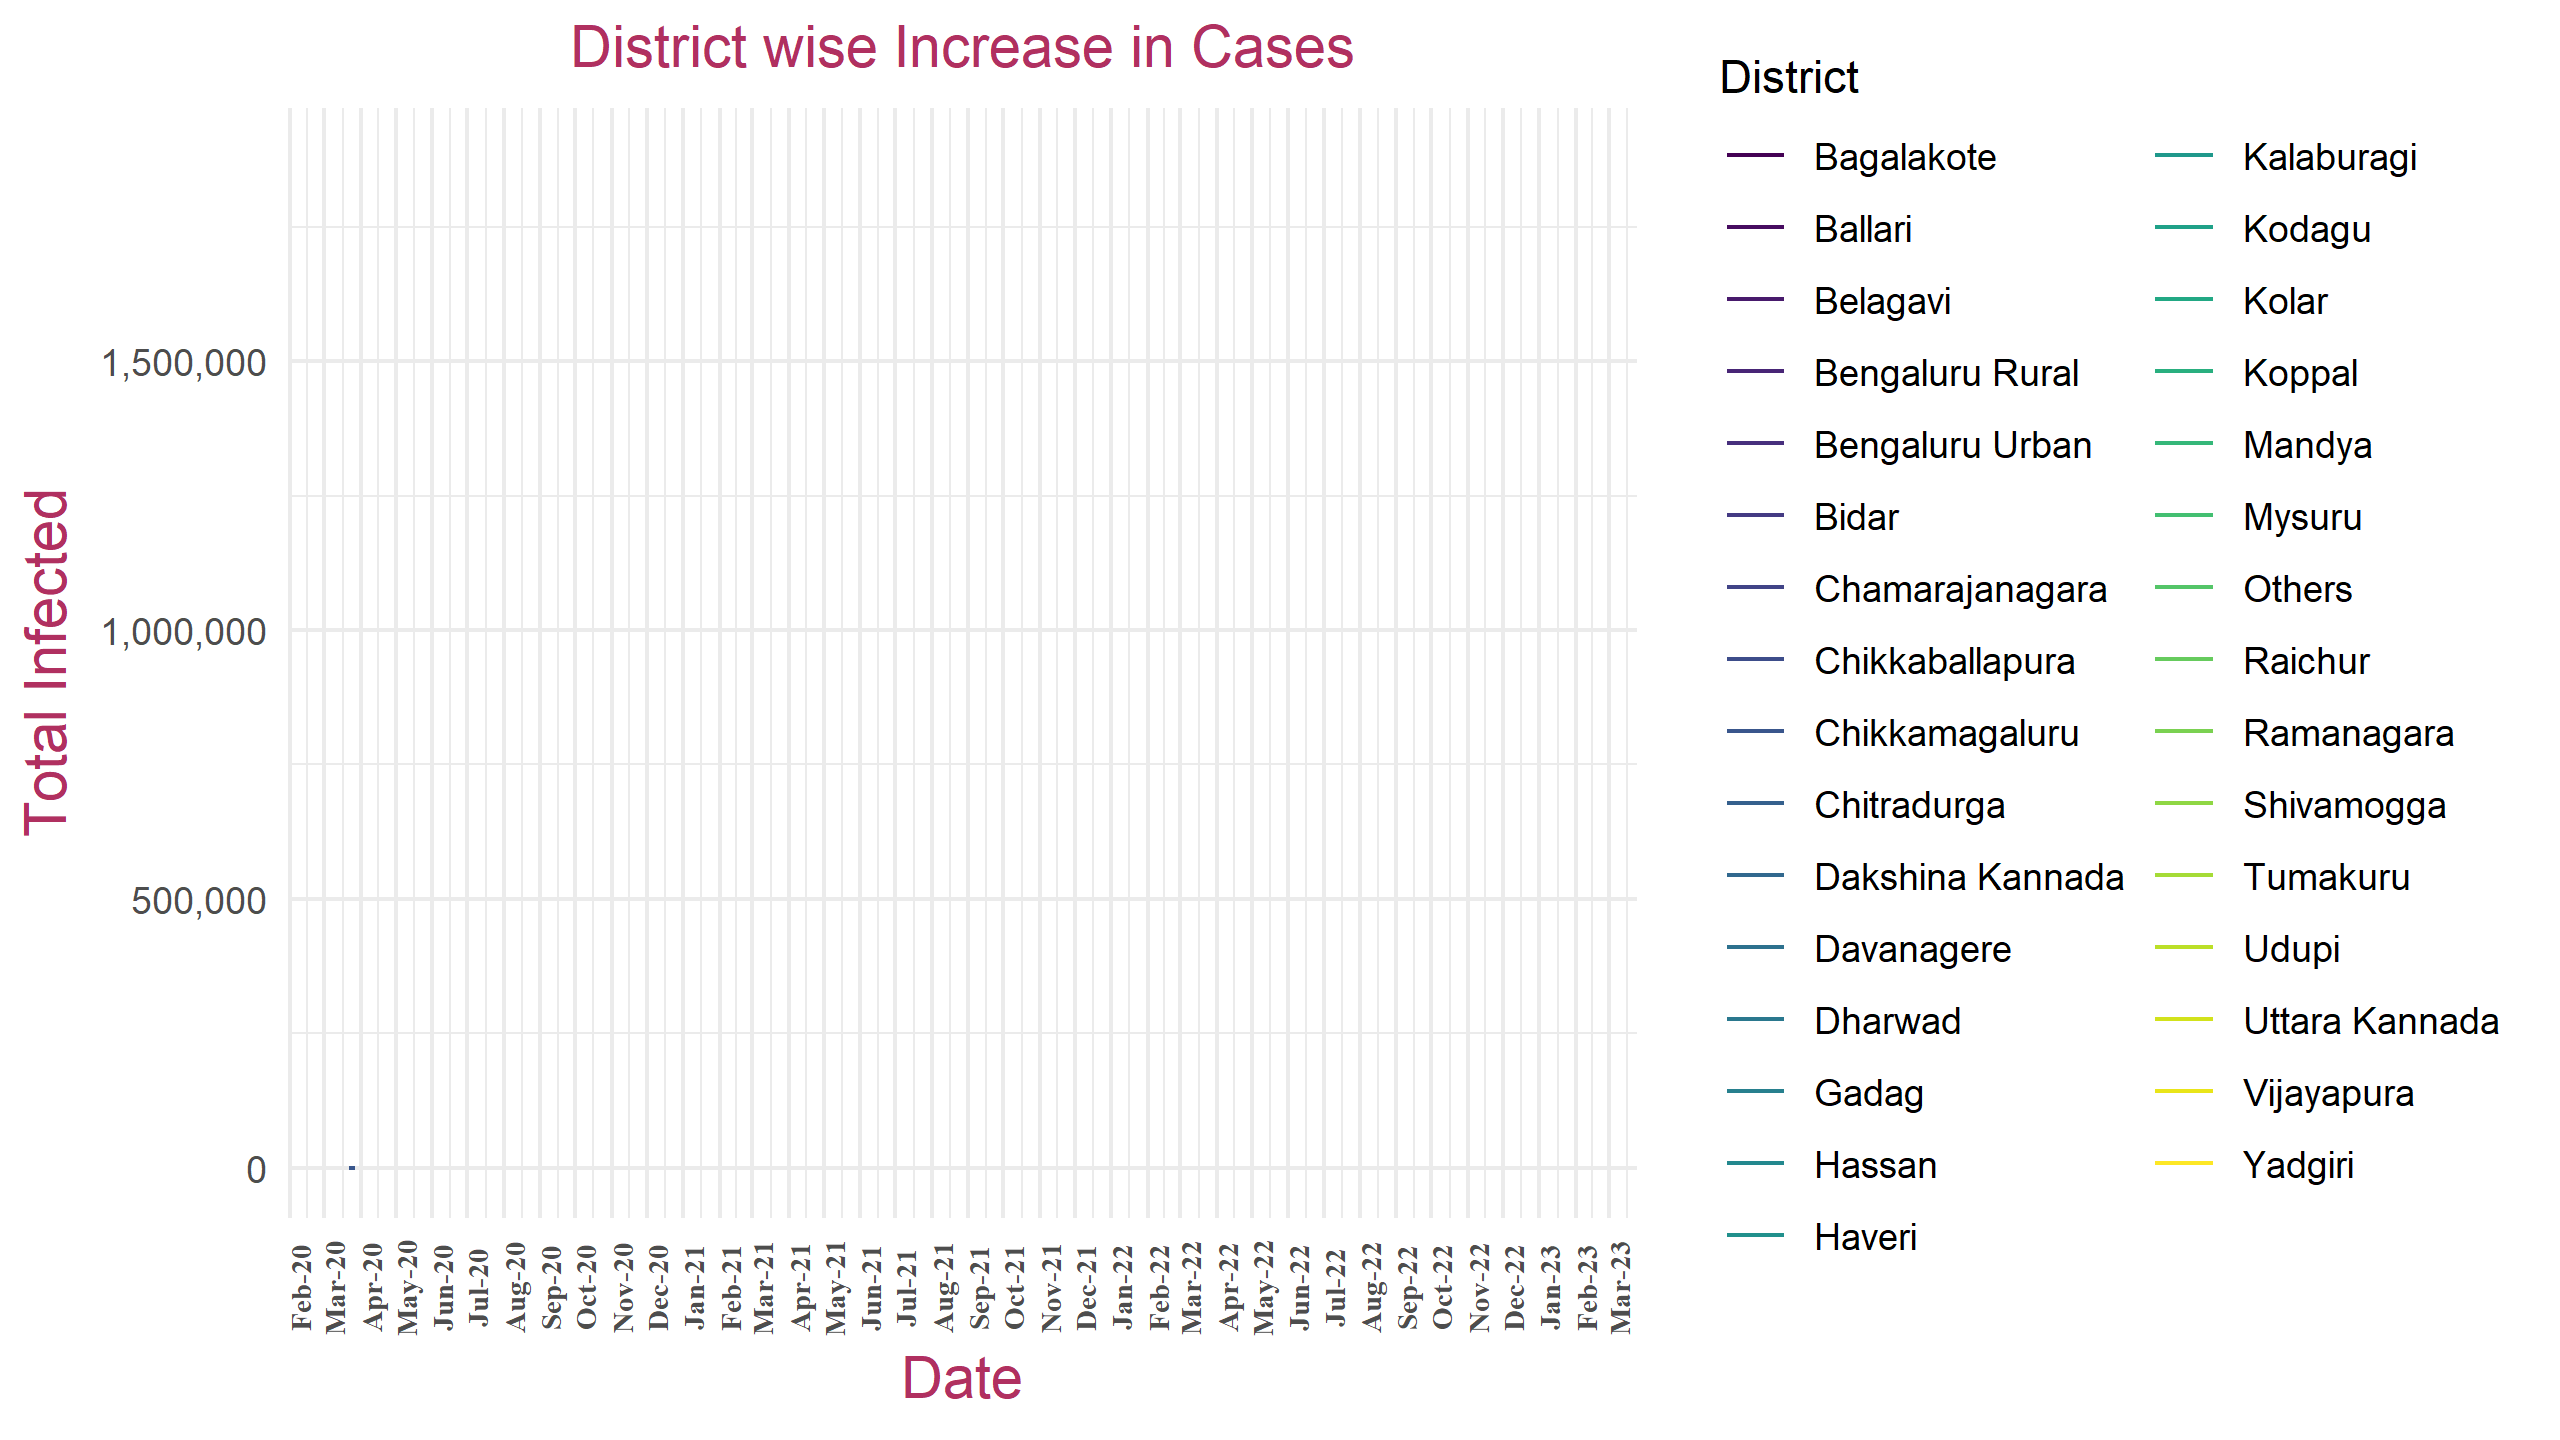 District wise Increase in Cases
Total Infected
1,500,000
1,000,000
500,000
0
Feb-20
Mar-20
Apr-20
May-20
Jun-20
Jul-20
Aug-20
Sep-20
Oct-20
Nov-20
Dec-20
Jan-21
Feb-21
Mar-21
Apr-21
May-21
Jun-21
Jul-21
Aug-21
Sep-21
Oct-21
Nov-21
Dec-21
Jan-22
Feb-22
Mar-22
Apr-22
May-22
Jun-22
Jul-22
Aug-22
Sep-22
Oct-22
Nov-22
Dec-22
Jan-23
Feb-23
Mar-23
Date
District
Bagalakote
Ballari
Belagavi
Bengaluru Rural
Bengaluru Urban
Bidar
Chamarajanagara
Chikkaballapura
Chikkamagaluru
Chitradurga
Dakshina Kannada
Davanagere
Dharwad
Gadag
Hassan
Haveri
Kalaburagi
Kodagu
Kolar
Koppal
Mandya
Mysuru
Others
Raichur
Ramanagara
Shivamogga
Tumakuru
Udupi
Uttara Kannada
Vijayapura
Yadgiri